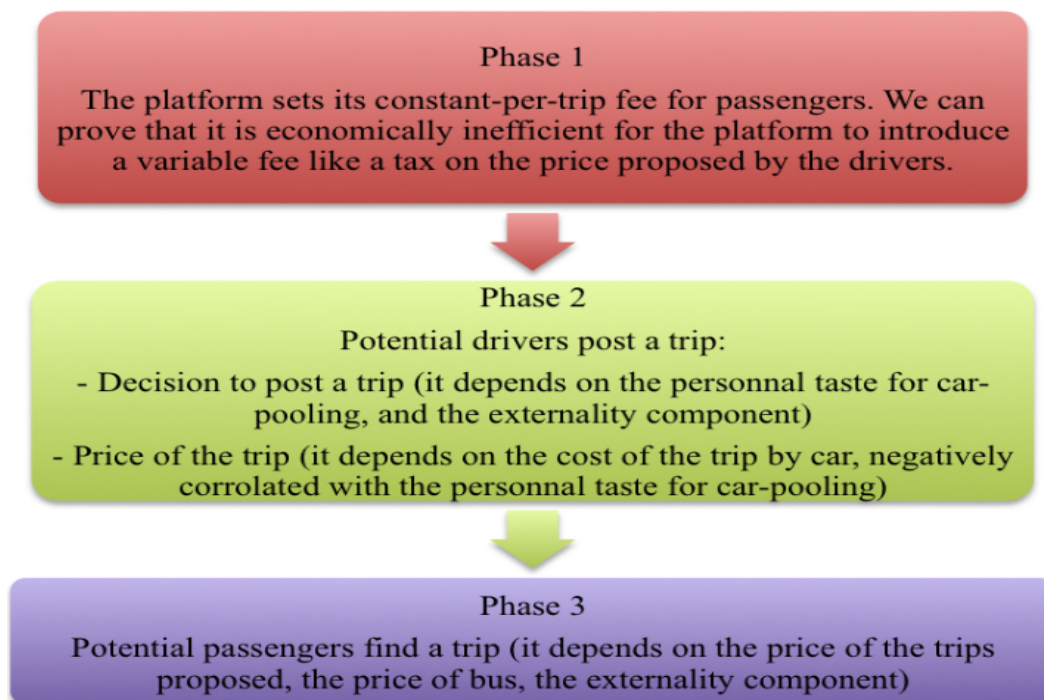 Phase 1
The platform sets its constant-per-trip fee for passengers. We can
prove that it is economically inefficient for the platform to introduce
a variable fee like a tax on the price proposed by the drivers.
Phase 2
Potential drivers post a trip:
- Decision to post a trip (it depends on the personnal taste for car-
pooling, and the externality component)
- Price of the trip (it depends on the cost of the trip by car, negatively
corrolated with the personnal taste for car-pooling)
Phase 3
Potential passengers find a trip (it depends on the price of the trips
proposed, the price of bus, the externality component)